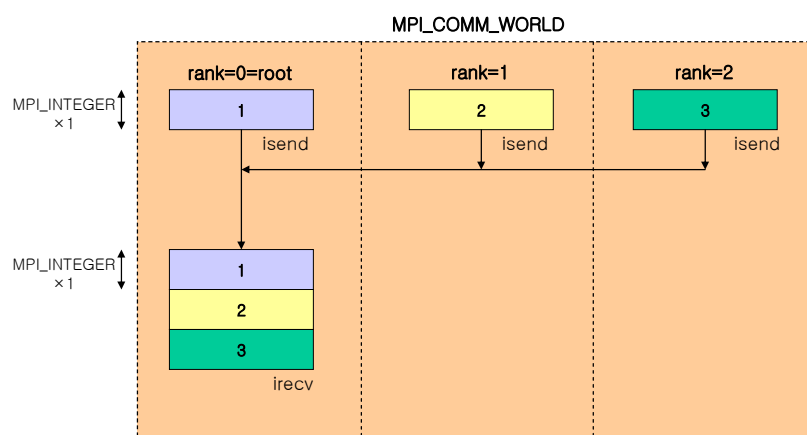 MPI_COMM_WORLD
rank=0=root
rank=1
rank=2
MPI_INTEGER
×1
1
2
3
isend
isend
isend
MPI_INTEGER
×1
1
2
3
irecv